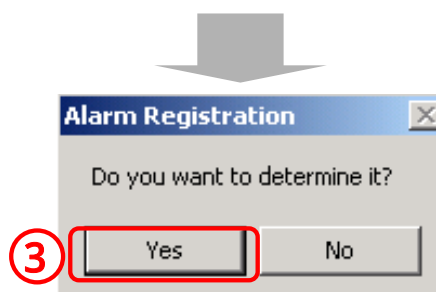 Alarm Registration
Do you want to determine it?
3 Yes No